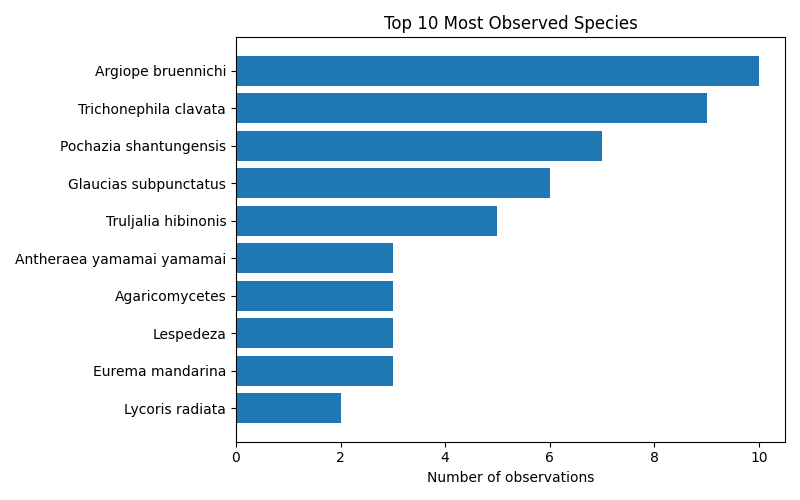 Top 10 Most Observed Species
Argiope bruennichi
Trichonephila clavata
Pochazia shantungensis
Glaucias subpunctatus
Truljalia hibinonis
Antheraea yamamai yamamai
Agaricomycetes
Lespedeza
Eurema mandarina
Lycoris radiata
0 2 4 6 8 10
Number of observations